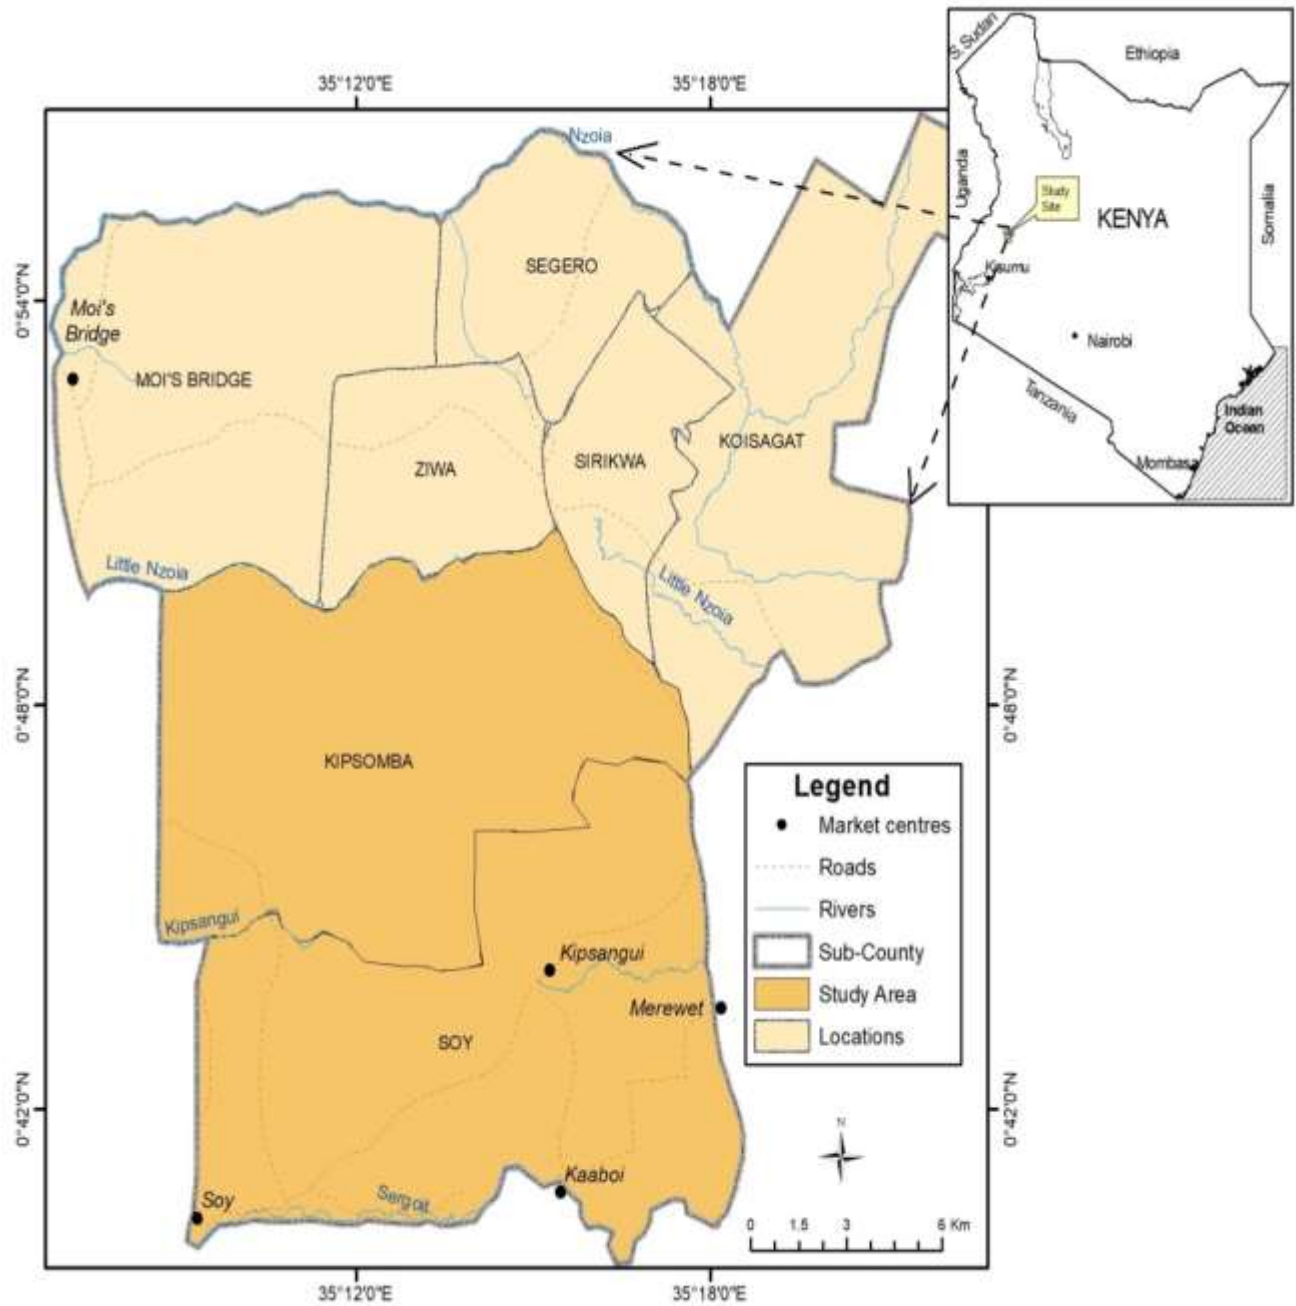 35°12'0"E
35°18'0"E
S. Sudan
Ethiopia
Uganda
Study
Site
KENYA
Somalia
Kisumu
Nairobi
Tanzania
Indian
Ocean
Mombasa
Nzoia
SEGERO
0°54'0"N
Moi's
Bridge
MOI'S BRIDGE
ZIWA
SIRIKWA
KOISAGAT
Little Nzoia
Little Nzoia
0°48'0"N
0°48'0"N
KIPSOMBA
Legend
Market centres
Roads
Rivers
Sub-County
Study Area
Locations
Kipsangui
Kipsangui
Merewet
SOY
0°42'0"N
0°42'0"N
N
Kaaboi
Soy
Sergoit
0 1.5 3 6 Km
35°12'0"E
35°18'0"E